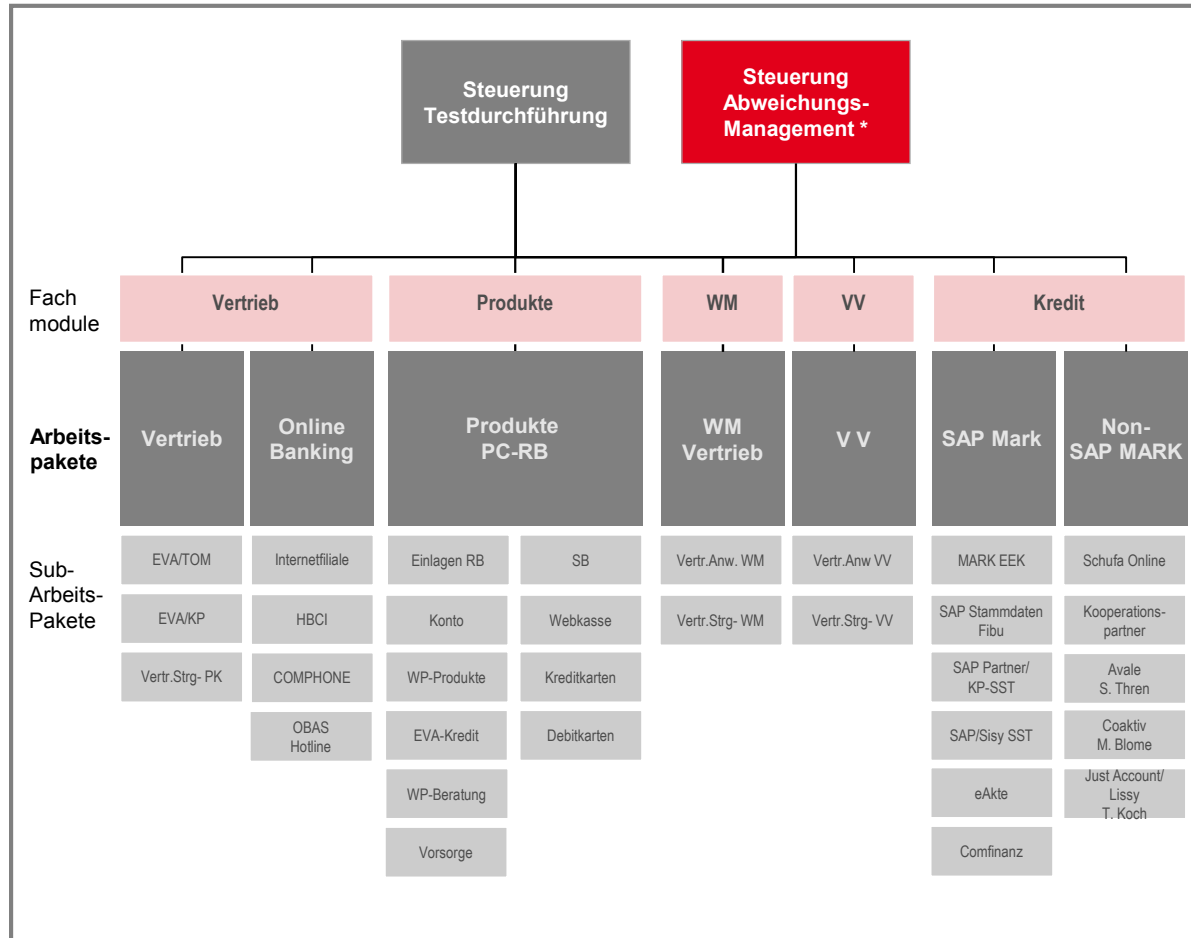 Steuerung
Testdurchführung
Steuerung
Abweichungs-
Management *
Fach
module
Vertrieb
Produkte
WM
VV
Kredit
Arbeits-
pakete
Vertrieb
Online
Banking
Produkte
PC-RB
WM
Vertrieb
V V
SAP Mark
Non-
SAP MARK
Sub-
Arbeits-
Pakete
EVA/TOM
EVA/KP
Vertr.Strg- PK
Internetfiliale
HBCI
COMPHONE
OBAS
Hotline
Einlagen RB
Konto
WP-Produkte
EVA-Kredit
WP-Beratung
Vorsorge
SB
Webkasse
Kreditkarten
Debitkarten
Vertr.Anw. WM
Vertr.Strg- WM
Vertr.Anw VV
Vertr.Strg- VV
MARK EEK
SAP Stammdaten
Fibu
SAP Partner/
KP-SST
SAP/Sisy SST
eAkte
Comfinanz
Schufa Online
Kooperations-
partner
Avale
S. Thren
Coaktiv
M. Blome
Just Account/
Lissy
T. Koch